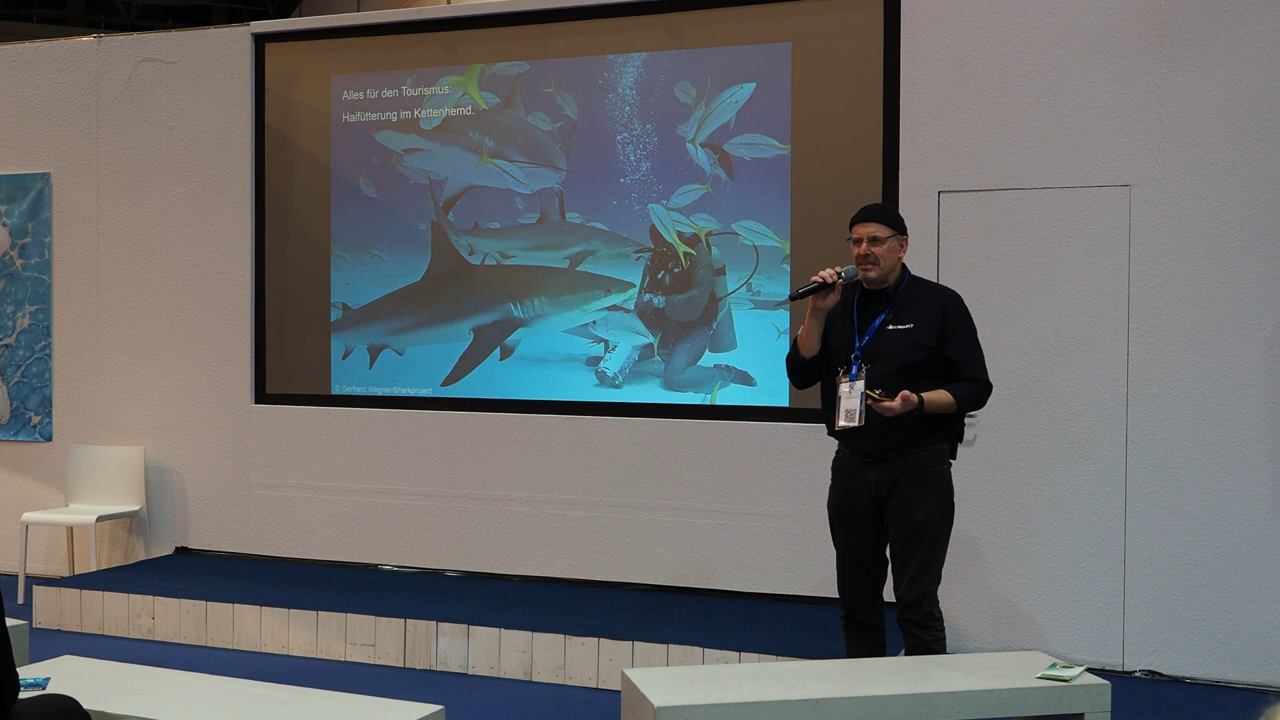 Alles für den Tourismus:
Haifütterung im Kettenhemd.
© Gerhard Wegner/Sharkproject